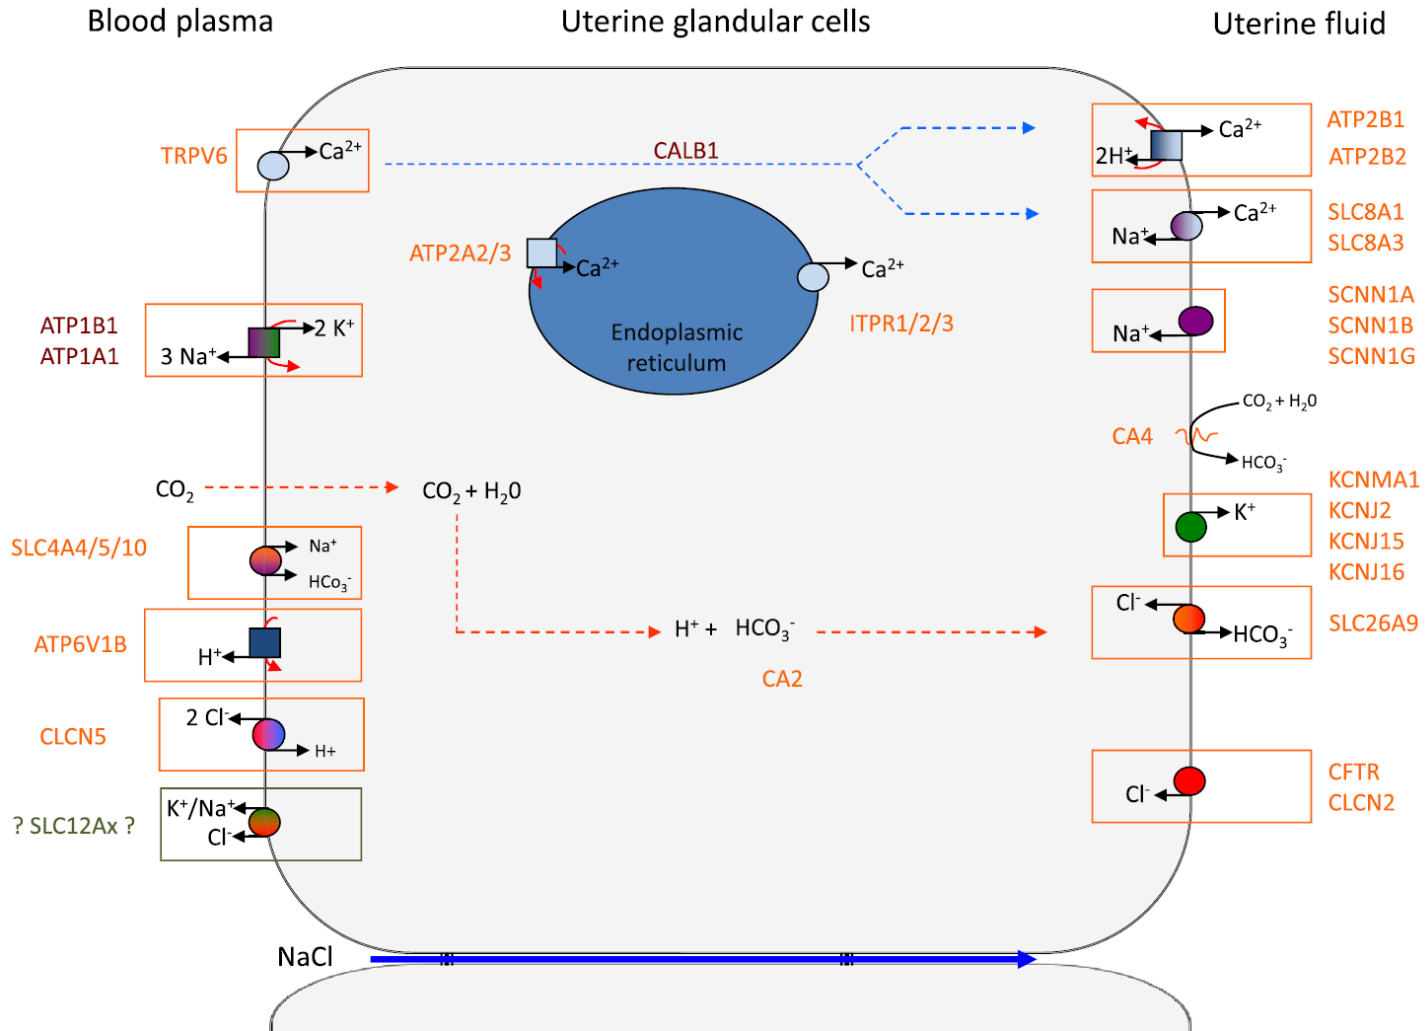 Blood plasma
Uterine glandular cells
Uterine fluid
TRPV6
Ca²⁺
CALB1
ATP2A2/3
Ca²⁺
Ca²⁺
ITPR1/2/3
Endoplasmic
reticulum
ATP1B1
ATP1A1
2 K⁺
3 Na⁺
CO₂
CO₂ + H₂0
SLC4A4/5/10
Na⁺
HCo₃⁻
ATP6V1B
H⁺
H⁺ + HCO₃⁻
CA2
CLCN5
2 Cl⁻
H+
? SLC12Ax ?
K⁺/Na⁺
Cl⁻
NaCl
Ca²⁺
2H⁺
ATP2B1
ATP2B2
Ca²⁺
Na⁺
SLC8A1
SLC8A3
Na⁺
SCNN1A
SCNN1B
SCNN1G
CA4
CO₂ + H₂0
HCO₃⁻
K⁺
KCNMA1
KCNJ2
KCNJ15
KCNJ16
Cl⁻
HCO₃⁻
SLC26A9
Cl⁻
CFTR
CLCN2